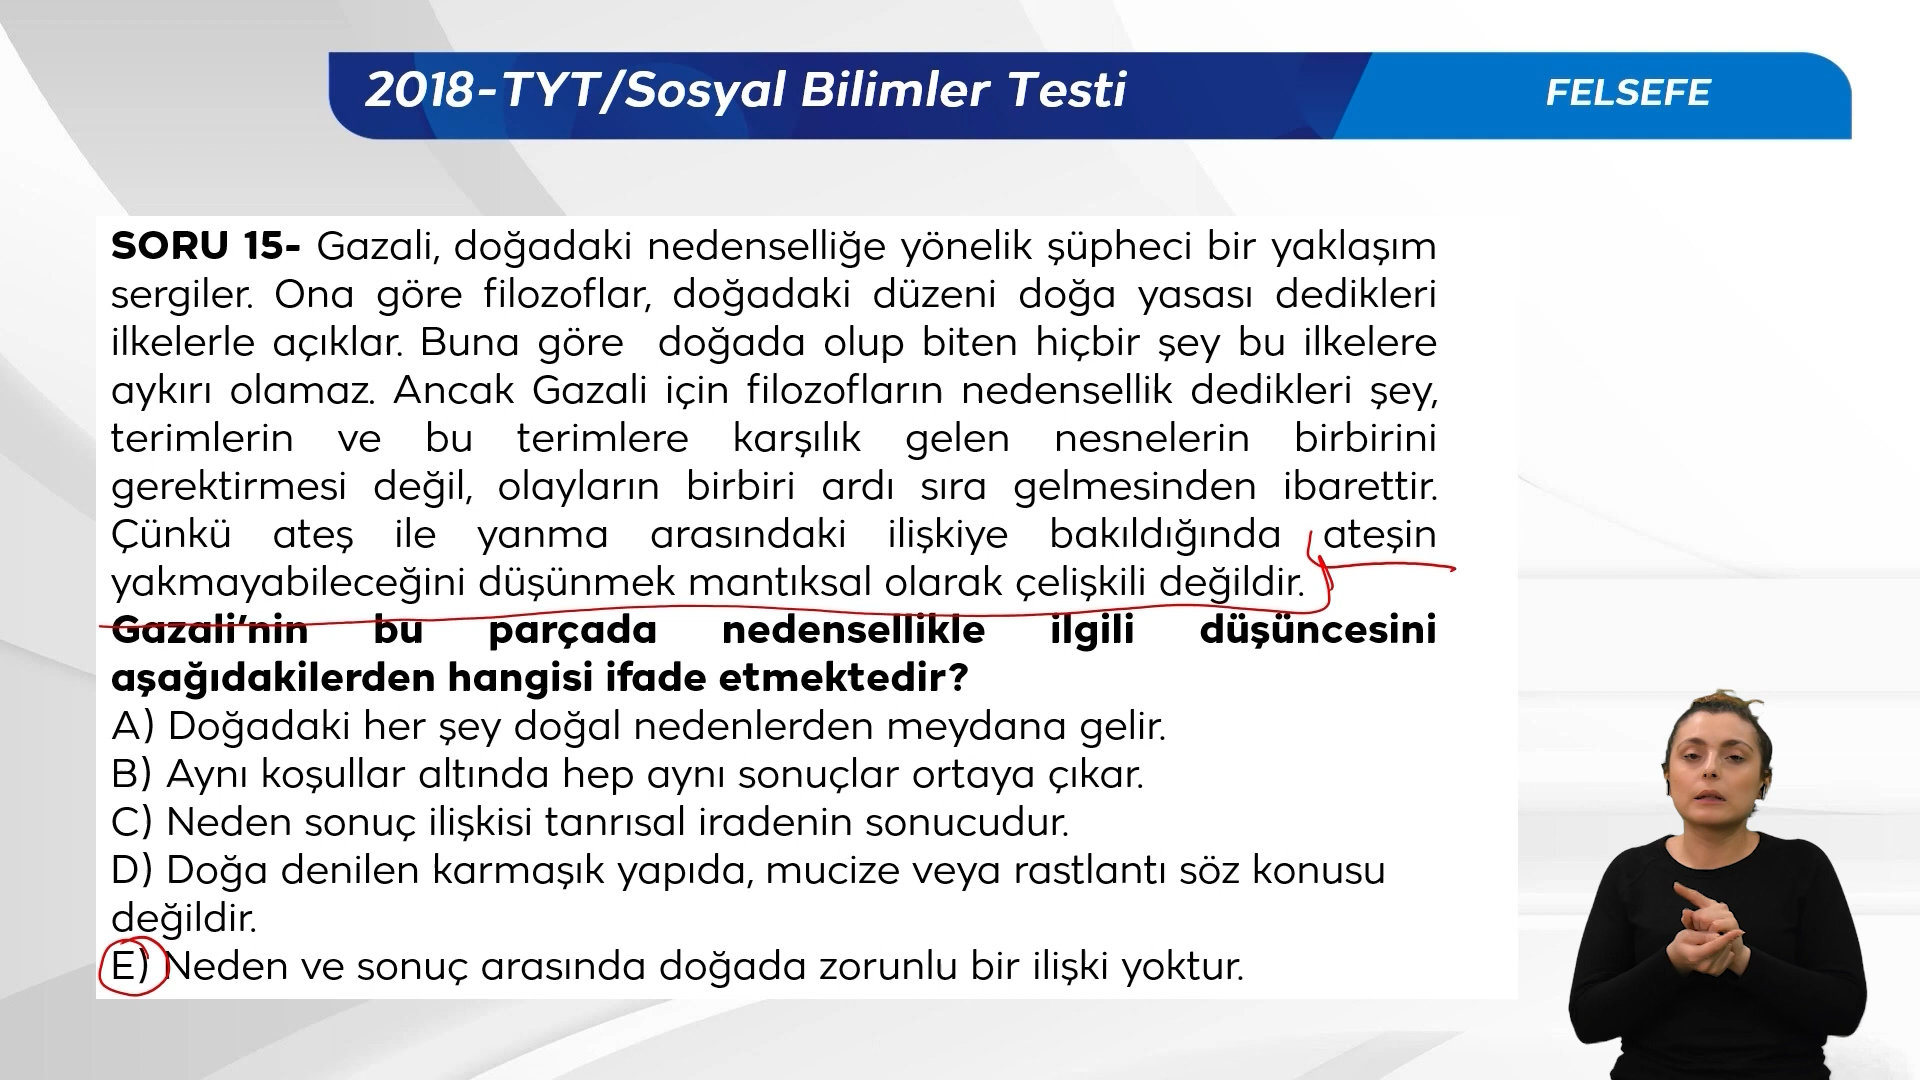 2018-TYT/Sosyal Bilimler Testi
FELSEFE
SORU 15- Gazali, doğadaki nedenselliğe yönelik şüpheci bir yaklaşım
sergiler. Ona göre filozoflar, doğadaki düzeni doğa yasası dedikleri
ilkelerle açıklar. Buna göre doğada olup biten hiçbir şey bu ilkelere
aykırı olamaz. Ancak Gazali için filozofların nedensellik dedikleri şey,
terimlerin ve bu terimlere karşılık gelen nesnelerin birbirini
gerektirmesi değil, olayların birbiri ardı sıra gelmesinden ibarettir.
Çünkü ateş ile yanma arasındaki ilişkiye bakıldığında ateşin
yakmayabileceğini düşünmek mantıksal olarak çelişkili değildir.
Gazali'nin bu parçada nedensellikle ilgili düşüncesini
aşağıdakilerden hangisi ifade etmektedir?
A) Doğadaki her şey doğal nedenlerden meydana gelir.
B) Aynı koşullar altında hep aynı sonuçlar ortaya çıkar.
C) Neden sonuç ilişkisi tanrısal iradenin sonucudur.
D) Doğa denilen karmaşık yapıda, mucize veya rastlantı söz konusu
değildir.
E) Neden ve sonuç arasında doğada zorunlu bir ilişki yoktur.